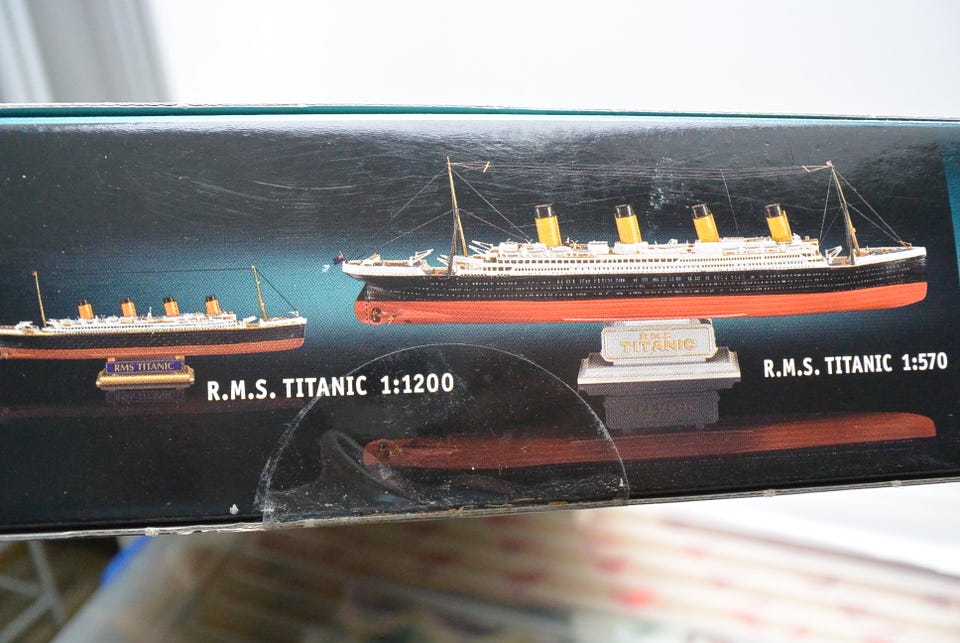 RMS TITANIC
R.M.S. TITANIC 1:1200
R.M.S.
TITANIC
R.M.S. TITANIC 1:570